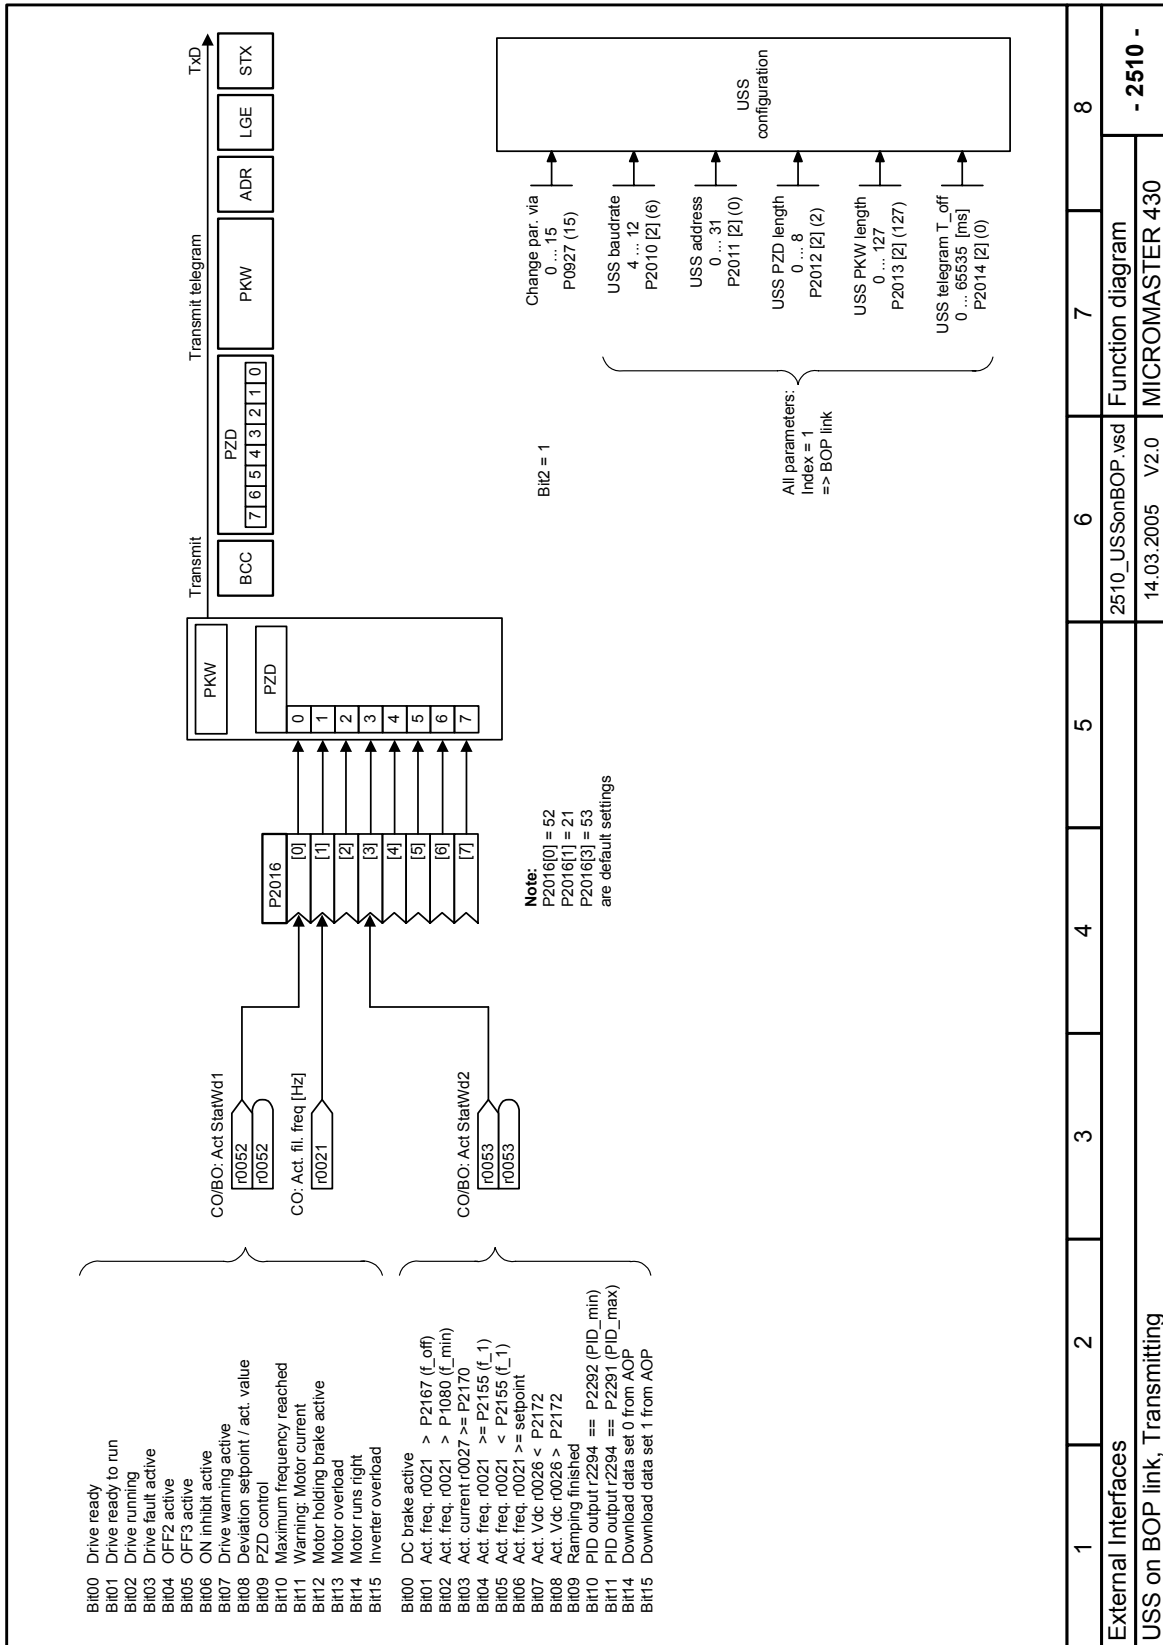 Bit00 Drive ready
Bit01 Drive ready to run
Bit02 Drive running
Bit03 Drive fault active
Bit04 OFF2 active
Bit05 OFF3 active
Bit06 ON inhibit active
Bit07 Drive warning active
Bit08 Deviation setpoint / act. value
Bit09 PZD control
Bit10 Maximum frequency reached
Bit11 Warning: Motor current
Bit12 Motor holding brake active
Bit13 Motor overload
Bit14 Motor runs right
Bit15 Inverter overload
Bit00 DC brake active
Bit01 Act. freq. r0021 > P2167 (f_off)
Bit02 Act. freq. r0021 > P1080 (f_min)
Bit03 Act. current r0027 >= P2170
Bit04 Act. freq. r0021 >= P2155 (f_1)
Bit05 Act. freq. r0021 < P2155 (f_1)
Bit06 Act. freq. r0021 >= setpoint
Bit07 Act. Vdc r0026 < P2172
Bit08 Act. Vdc r0026 > P2172
Bit09 Ramping finished
Bit10 PID output r2294 == P2292 (PID_min)
Bit11 PID output r2294 == P2291 (PID_max)
Bit14 Download data set 0 from AOP
Bit15 Download data set 1 from AOP
CO/BO: Act StatWd1
r0052
r0052
CO: Act. fil. freq [Hz]
r0021
CO/BO: Act StatWd2
r0053
r0053
P2016
[0]
[1]
[2]
[3]
[4]
[5]
[6]
[7]
Note:
P2016[0] = 52
P2016[1] = 21
P2016[3] = 53
are default settings
PKW
PZD
0
1
2
3
4
5
6
7
Transmit
Transmit telegram
TxD
BCC
PZD
7 6 5 4 3 2 1 0
PKW
ADR
LGE
STX
Bit2 = 1
Change par. via
0 ... 15
P0927 (15)
USS baudrate
4 ... 12
P2010 [2] (6)
USS address
0 ... 31
P2011 [2] (0)
USS PZD length
0 ... 8
P2012 [2] (2)
USS PKW length
0 ... 127
P2013 [2] (127)
USS telegram T_off
0 ... 65535 [ms]
P2014 [2] (0)
All parameters:
Index = 1
=> BOP link
USS
configuration
1 2 3 4 5 6 7 8
External Interfaces
USS on BOP link, Transmitting
2510_USSonBOP.vsd
14.03.2005 V2.0
Function diagram
MICROMASTER 430
- 2510 -